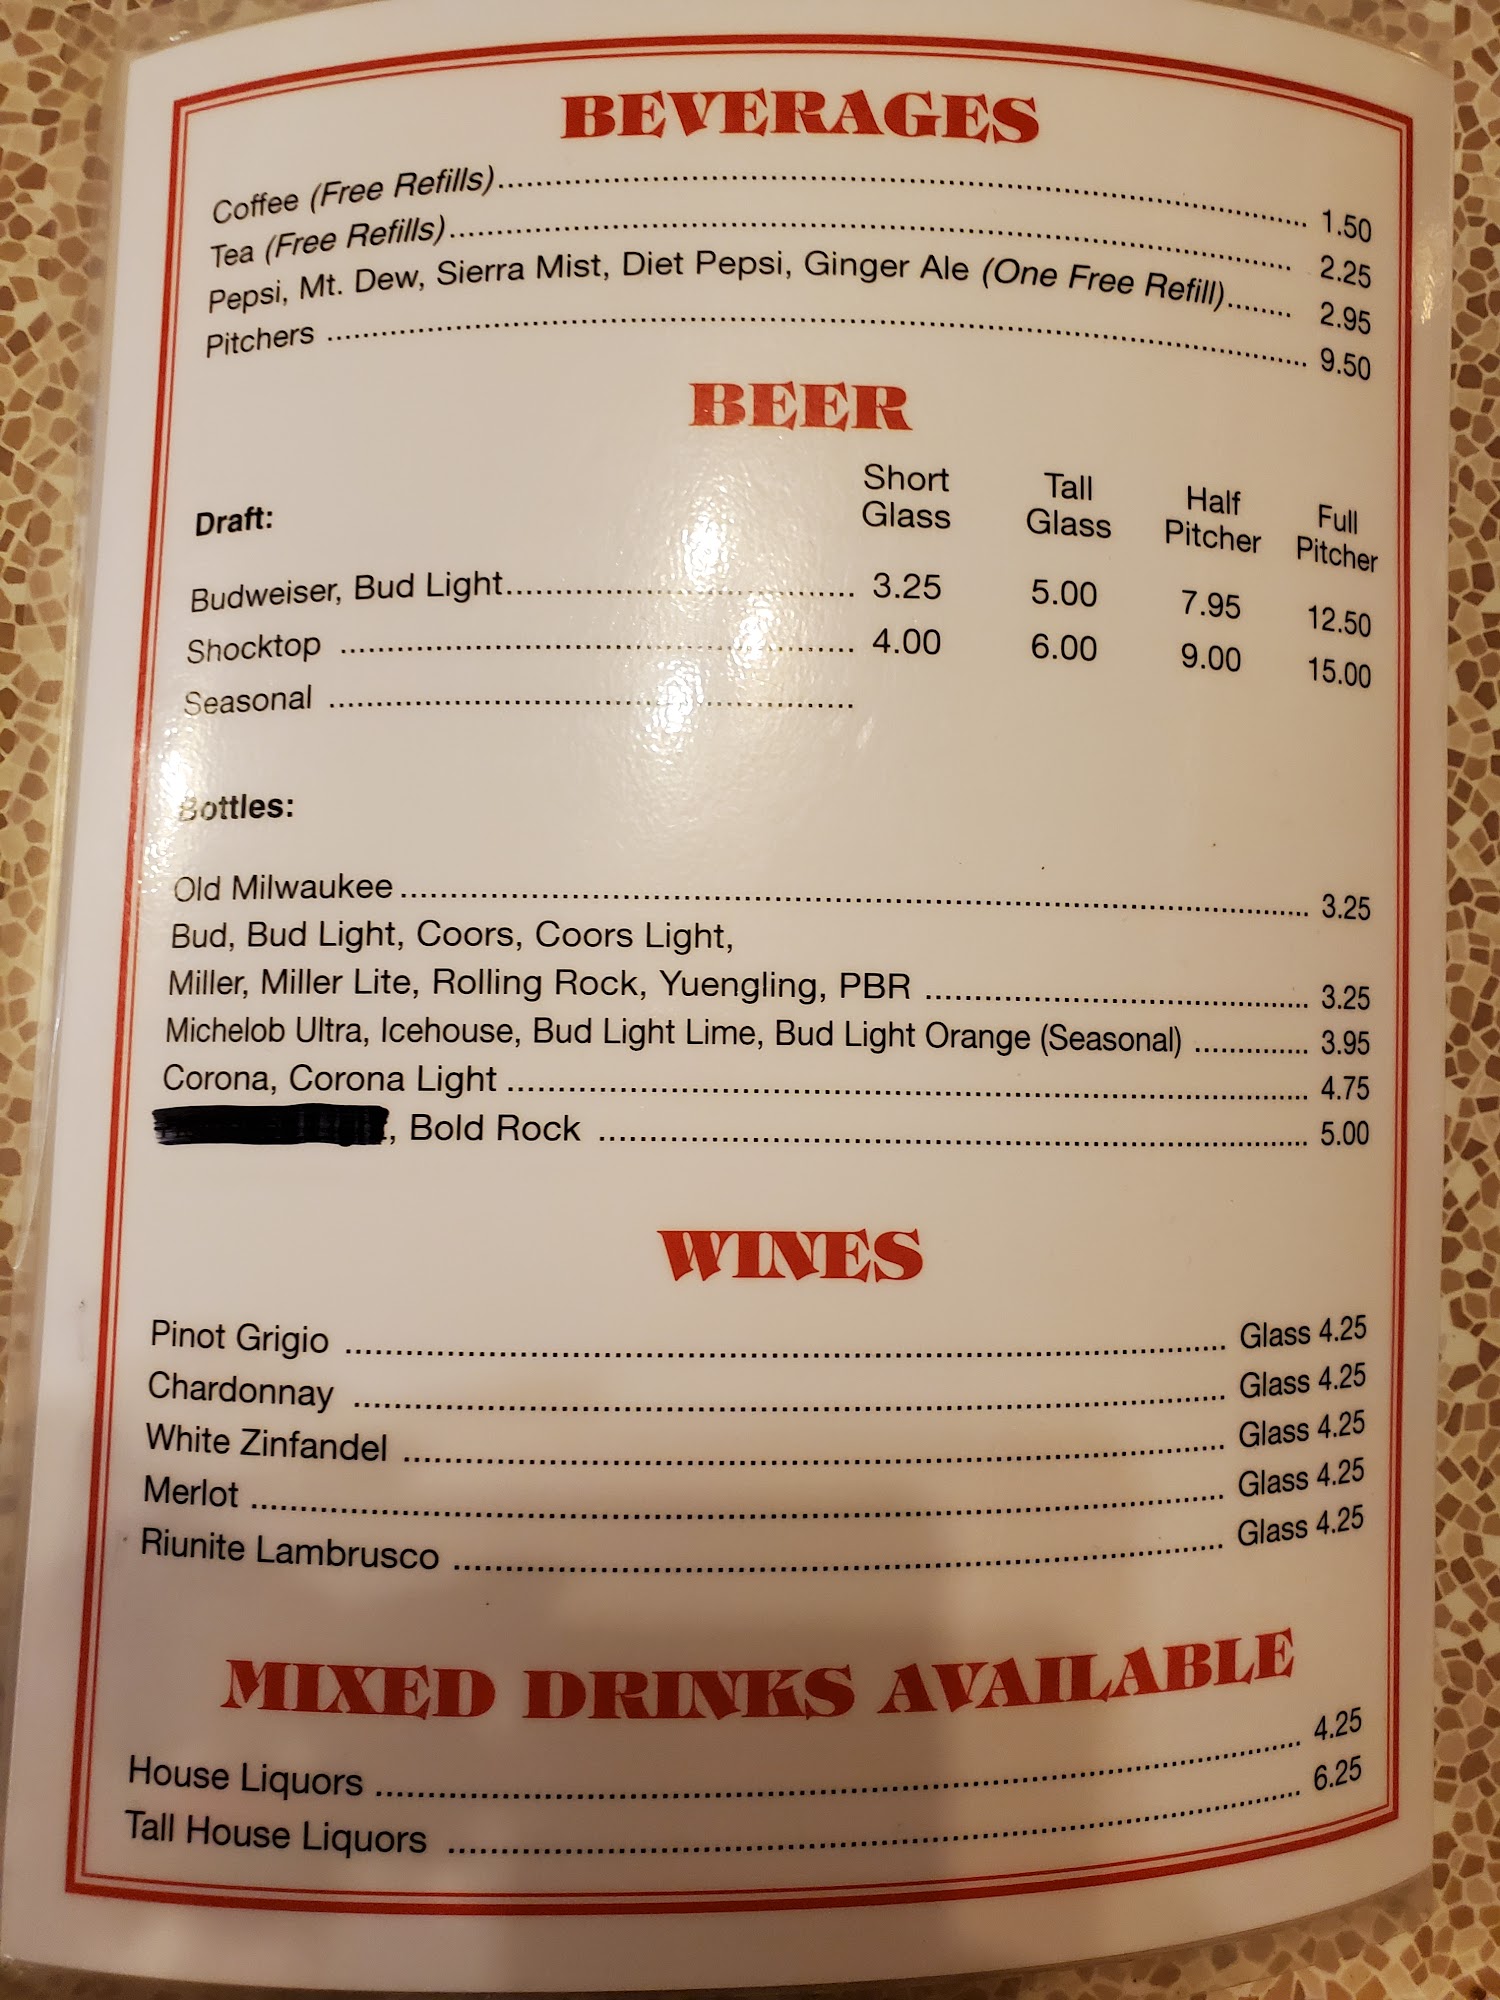 BEVERAGES
Coffee (Free Refills) 1.50
Tea (Free Refills) 2.25
Pepsi, Mt. Dew, Sierra Mist, Diet Pepsi, Ginger Ale (One Free Refill) 2.95
Pitchers 9.50
BEER
Draft: Short Glass Tall Glass Half Pitcher Full Pitcher
Budweiser, Bud Light 3.25 5.00 7.95 12.50
Shocktop 4.00 6.00 9.00 15.00
Seasonal
Bottles:
Old Milwaukee 3.25
Bud, Bud Light, Coors, Coors Light,
Miller, Miller Lite, Rolling Rock, Yuengling, PBR 3.25
Michelob Ultra, Icehouse, Bud Light Lime, Bud Light Orange (Seasonal) 3.95
Corona, Corona Light 4.75
, Bold Rock 5.00
WINES
Pinot Grigio Glass 4.25
Chardonnay Glass 4.25
White Zinfandel Glass 4.25
Merlot Glass 4.25
Riunite Lambrusco Glass 4.25
MIXED DRINKS AVAILABLE
House Liquors 4.25
Tall House Liquors 6.25